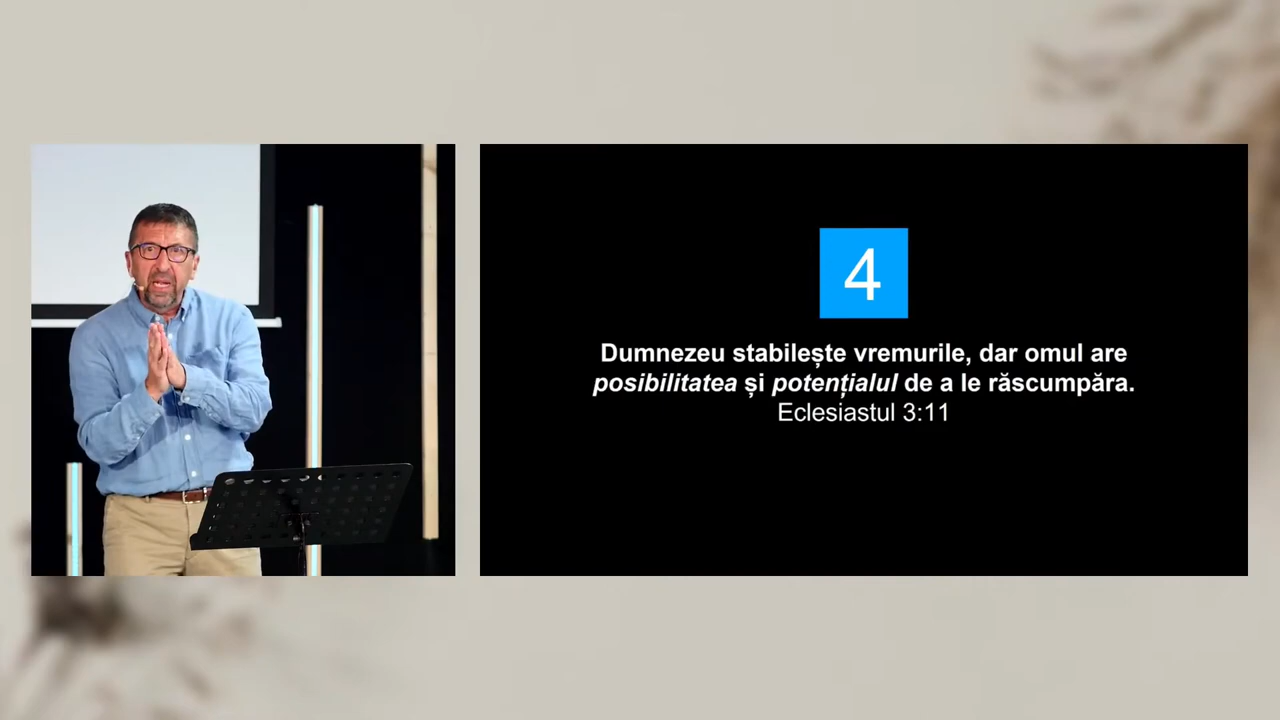 4
Dumnezeu stabilește vremurile, dar omul are
posibilitatea și potențialul de a le răscumpăra.
Eclesiastul 3:11